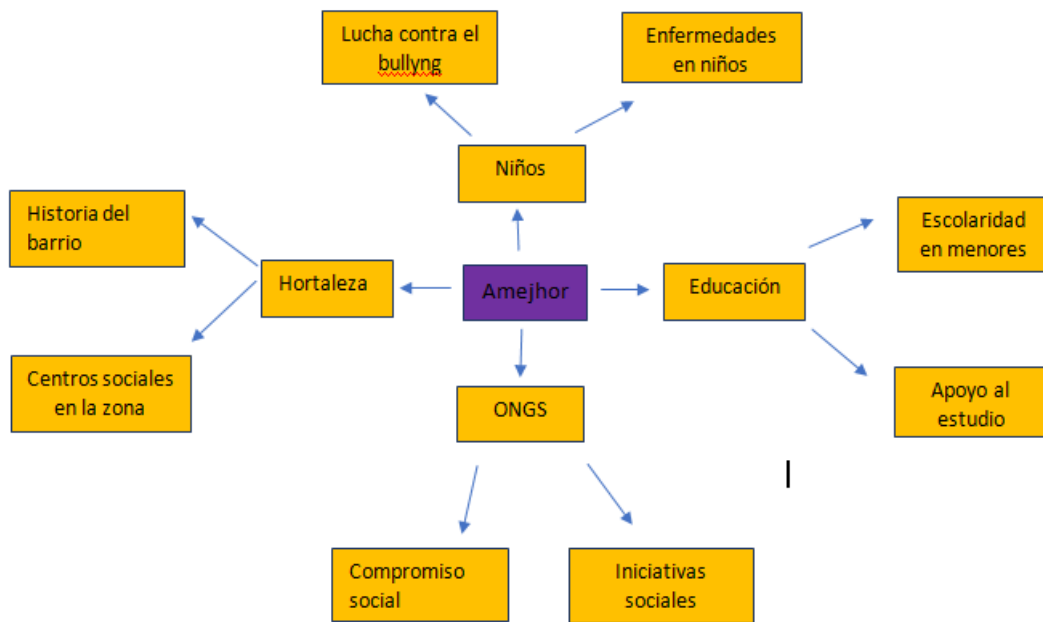 Lucha contra el
bullyng
Enfermedades
en niños
Niños
Historia del
barrio
Escolaridad
en menores
Hortaleza
Amejhor
Educación
Centros sociales
en la zona
ONGS
Apoyo al
estudio
Compromiso
social
Iniciativas
sociales